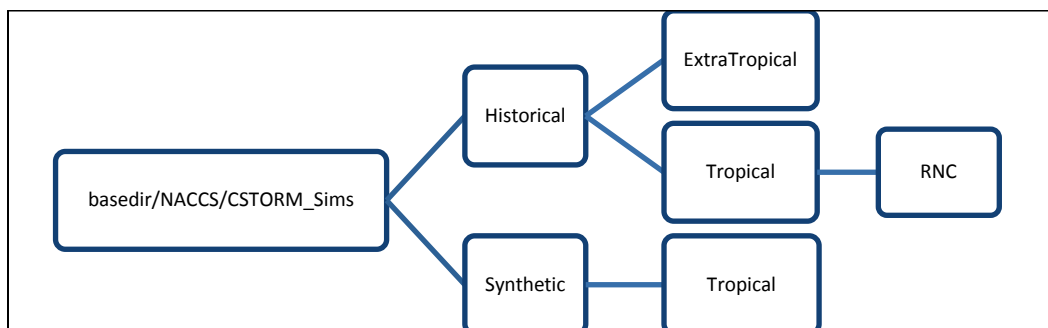 ExtraTropical
Historical
Tropical
RNC
basedir/NACCS/CSTORM_Sims
Synthetic
Tropical